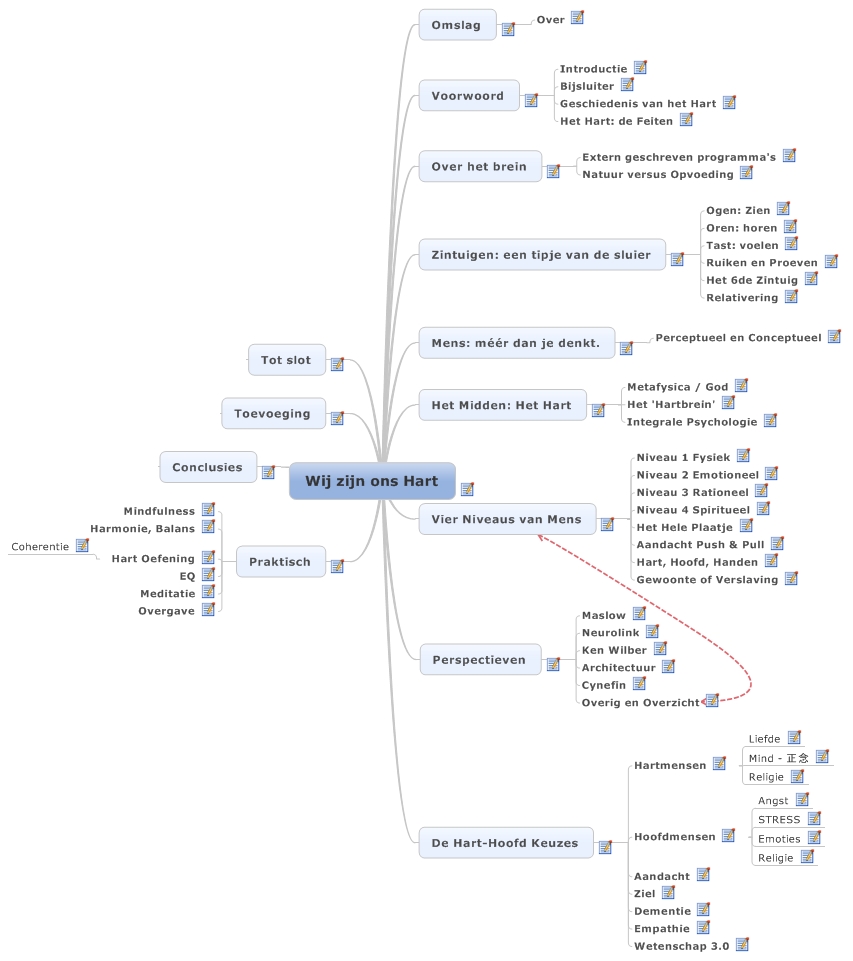 Omslag
Over
Voorwoord
Introductie
Bijsluiter
Geschiedenis van het Hart
Het Hart: de Feiten
Over het brein
Extern geschreven programma's
Natuur versus Opvoeding
Zintuigen: een tipje van de sluier
Ogen: Zien
Oren: horen
Tast: voelen
Ruiken en Proeven
Het 6de Zintuig
Relativering
Mens: méér dan je denkt.
Perceptueel en Conceptueel
Het Midden: Het Hart
Metafysica / God
Het 'Hartbrein'
Integrale Psychologie
Vier Niveaus van Mens
Niveau 1 Fysiek
Niveau 2 Emotioneel
Niveau 3 Rationeel
Niveau 4 Spiritueel
Het Hele Plaatje
Aandacht Push & Pull
Hart, Hoofd, Handen
Gewoonte of Verslaving
Perspectieven
Maslow
Neurolink
Ken Wilber
Architectuur
Cynefin
Overig en Overzicht
De Hart-Hoofd Keuzes
Hartmensen
Liefde
Mind - 正念
Religie
Hoofdmensen
Angst
STRESS
Emoties
Religie
Aandacht
Ziel
Dementie
Empathie
Wetenschap 3.0
Wij zijn ons Hart
Tot slot
Toevoeging
Conclusies
Praktisch
Mindfulness
Harmonie, Balans
Hart Oefening
Coherentie
EQ
Meditatie
Overgave